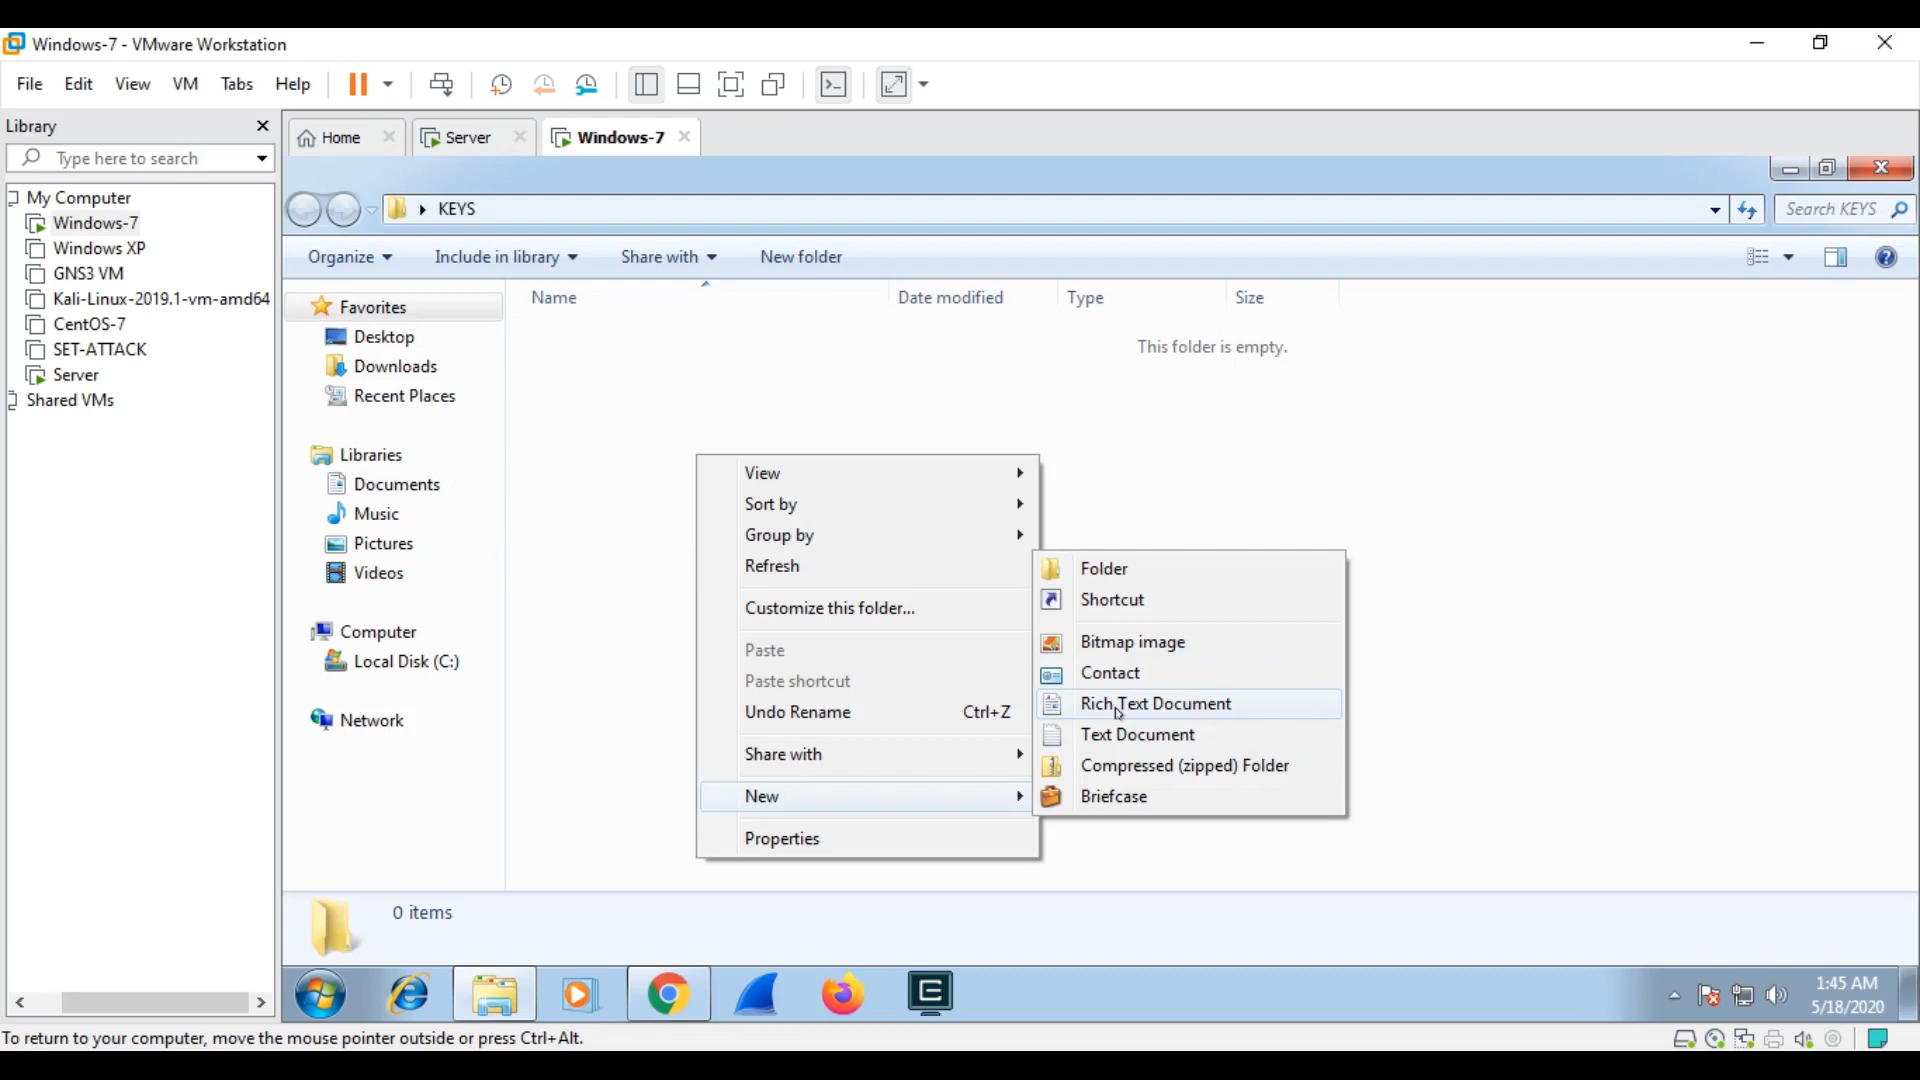 Windows-7 - VMware Workstation
File Edit View VM Tabs Help
Library
Type here to search
My Computer
Windows-7
Windows XP
GNS3 VM
Kali-Linux-2019.1-vm-amd64
CentOS-7
SET-ATTACK
Server
Shared VMs
Home Server Windows-7
KEYS
Search KEYS
Organize Include in library Share with New folder
Name Date modified Type Size
This folder is empty.
Favorites
Desktop
Downloads
Recent Places
Libraries
Documents
Music
Pictures
Videos
Computer
Local Disk (C:)
Network
View
Sort by
Group by
Refresh
Customize this folder...
Paste
Paste shortcut
Undo Rename Ctrl+Z
Share with
New
Properties
Folder
Shortcut
Bitmap image
Contact
Rich Text Document
Text Document
Compressed (zipped) Folder
Briefcase
0 items
1:45 AM
5/18/2020
To return to your computer, move the mouse pointer outside or press Ctrl+Alt.